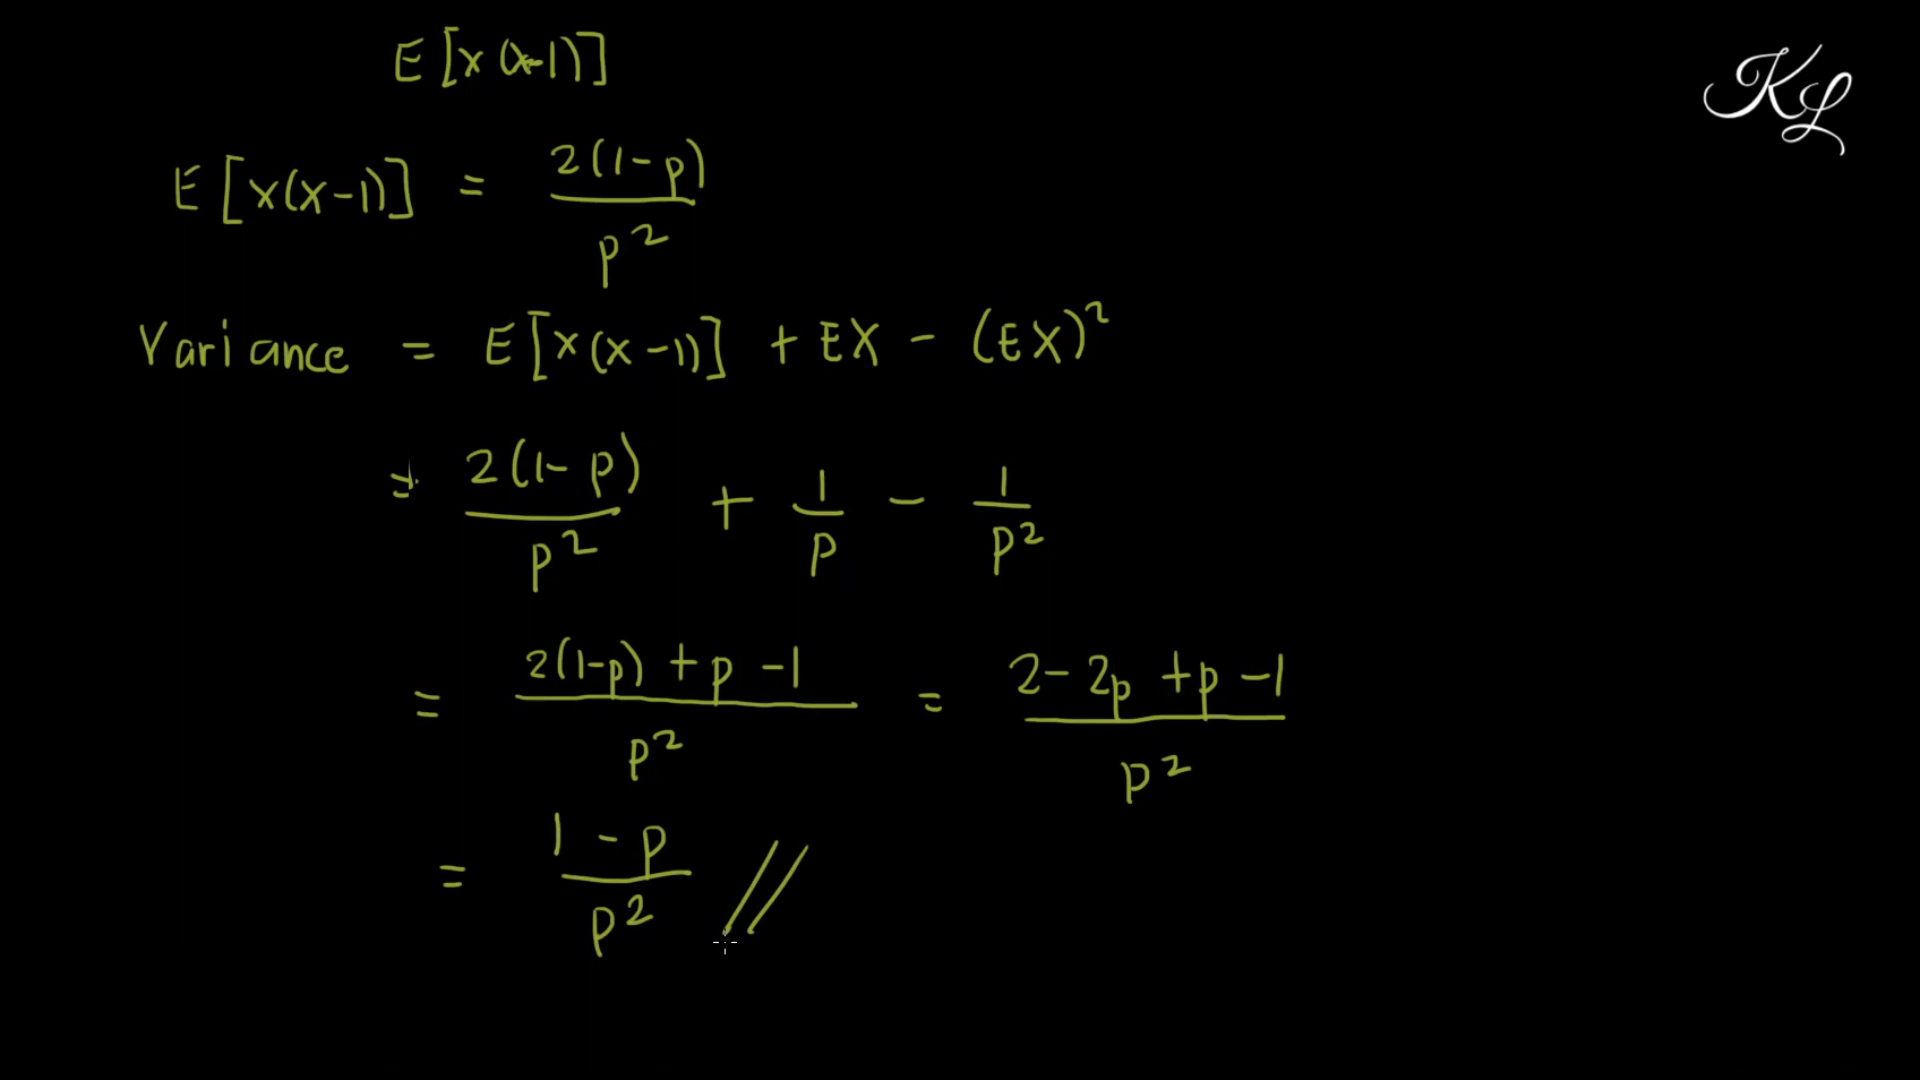 E[x(x-1)]
KL
E[x(x-1)] = 2(1-p)/p²
Variance = E[x(x-1)] + EX - (EX)²
= 2(1-p)/p² + 1/p - 1/p²
= 2(1-p)+p-1/p² = 2-2p+p-1/p²
= 1-p/p² //